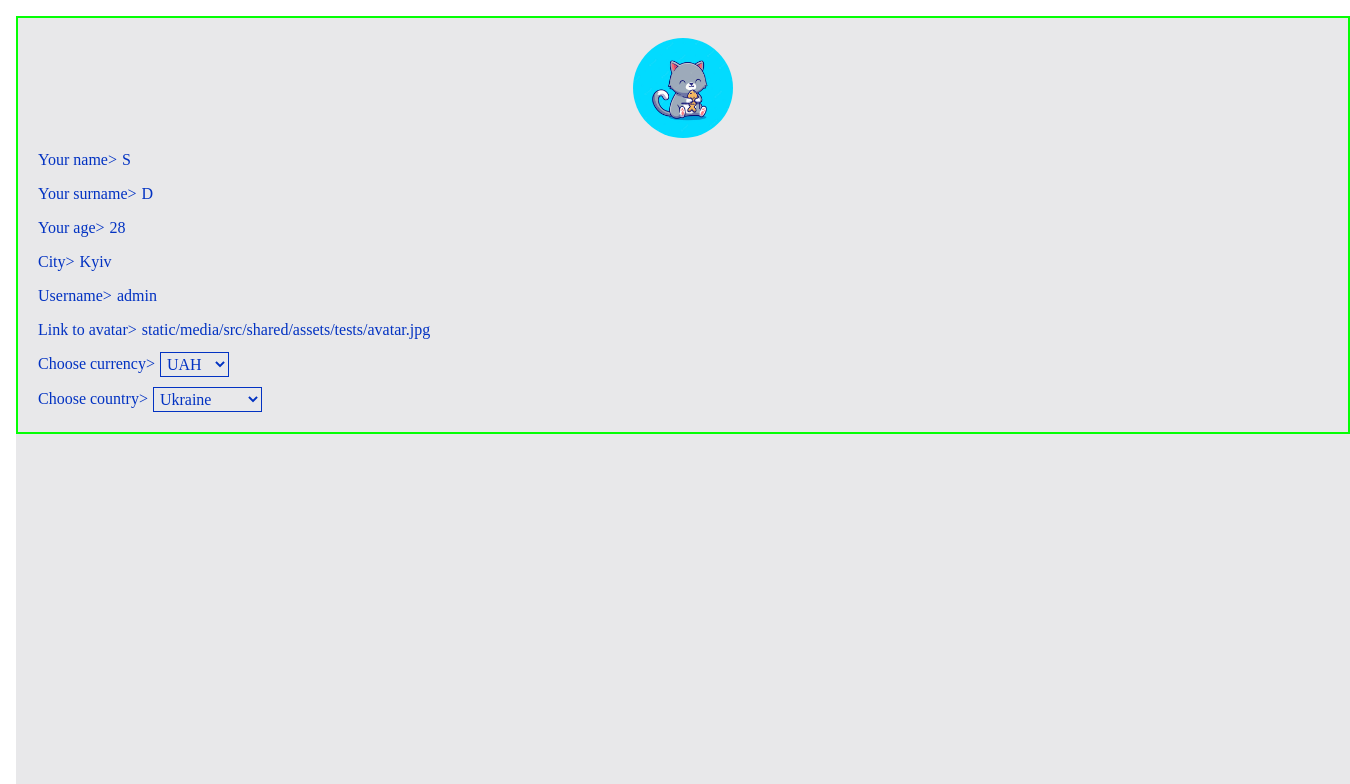 Your name> S
Your surname> D
Your age> 28
City> Kyiv
Username> admin
Link to avatar> static/media/src/shared/assets/tests/avatar.jpg
Choose currency> UAH
Choose country> Ukraine